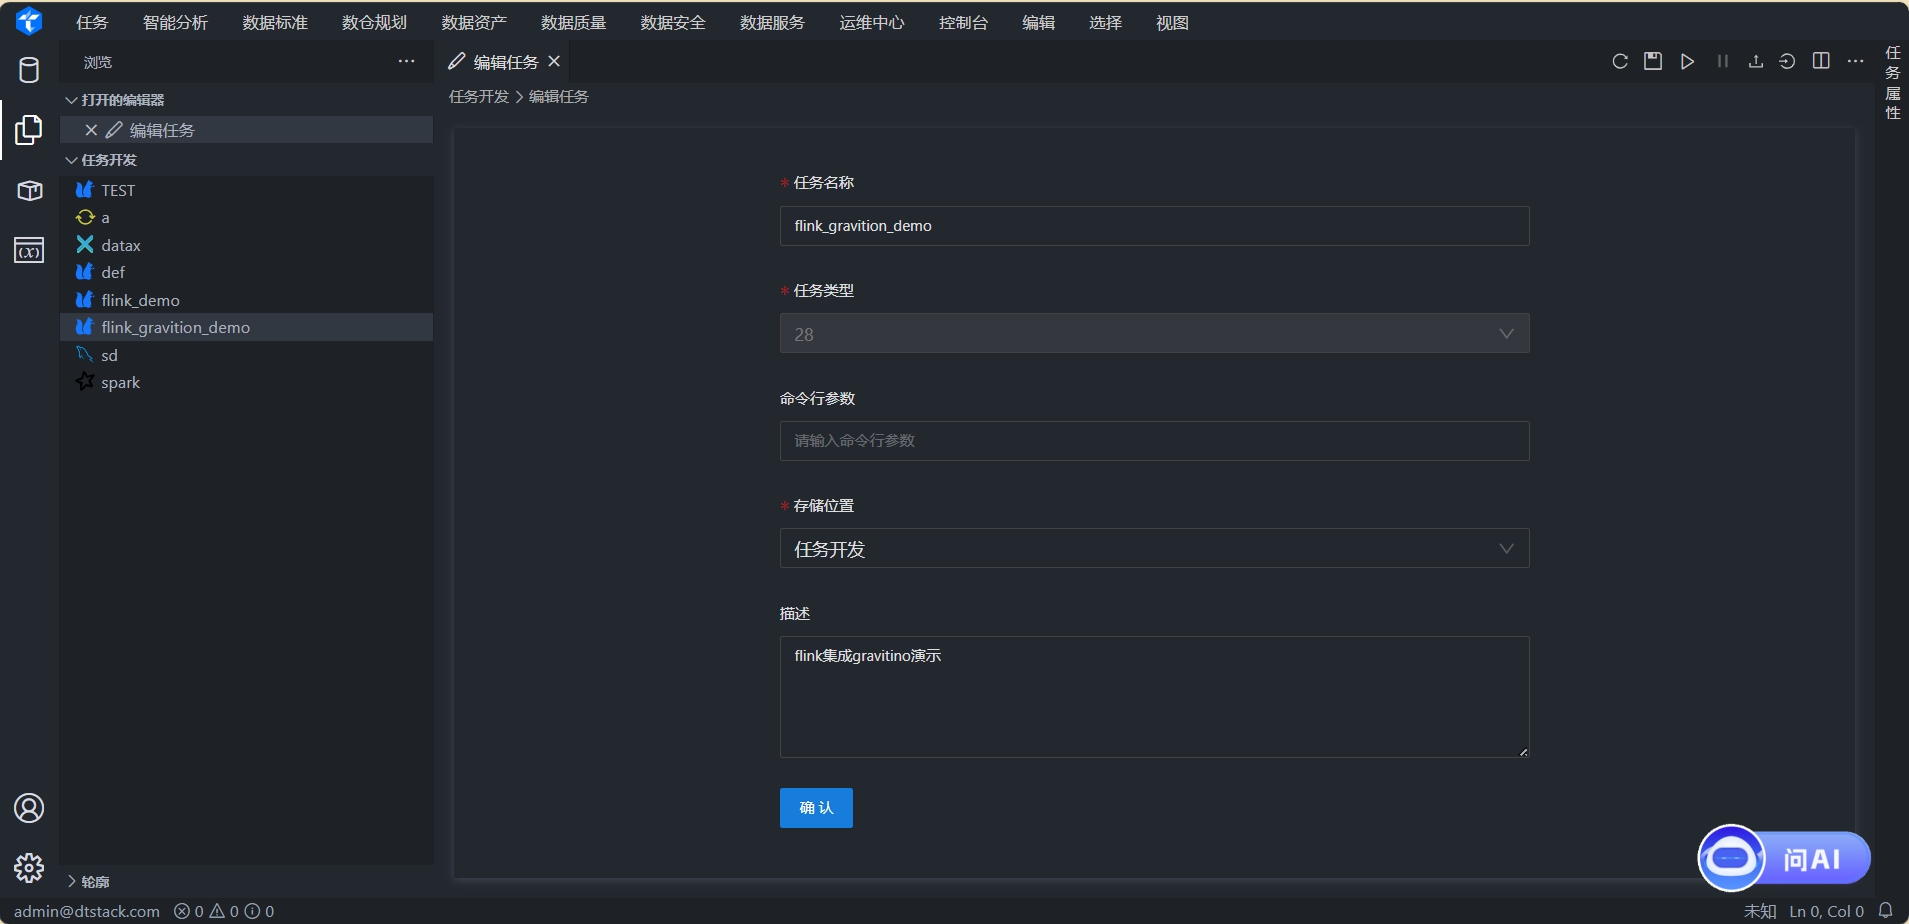 任务 智能分析 数据标准 数仓规划 数据资产 数据质量 数据安全 数据服务 运维中心 控制台 编辑 选择 视图
浏览
打开的编辑器
编辑任务
任务开发
TEST
a
datax
def
flink_demo
flink_gravition_demo
sd
spark
轮廓
编辑任务
任务开发 > 编辑任务
* 任务名称
flink_gravition_demo
* 任务类型
28
命令行参数
请输入命令行参数
* 存储位置
任务开发
描述
flink集成gravitino演示
确 认
任务属性
问AI
(x)
admin@dtstack.com 0 0 0
未知 Ln 0, Col 0